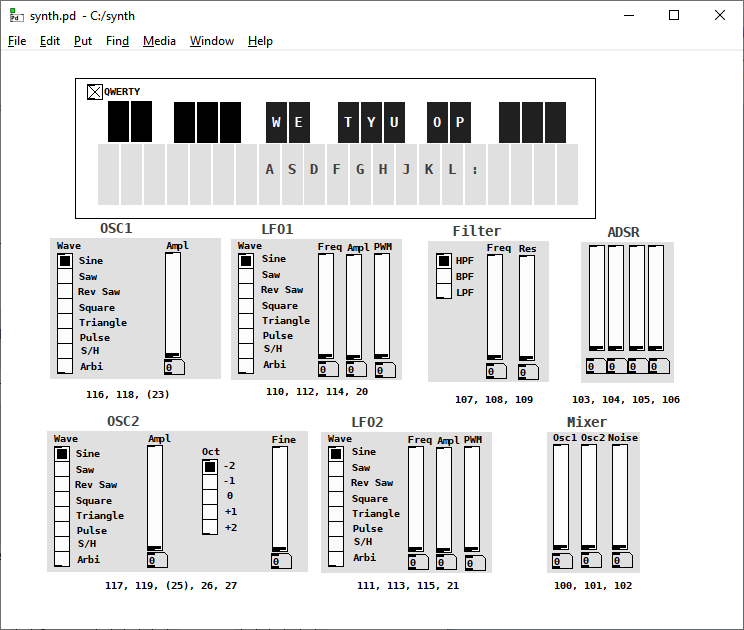 synth.pd - C:/synth
File Edit Put Find Media Window Help
QWERTY
W E T Y U O P
A S D F G H J K L :
OSC1 LFO1 Filter ADSR
Wave Ampl Wave Freq Ampl PWM Freq Res
Sine Sine HPF
Saw Saw BPF
Rev Saw Rev Saw LPF
Square Square
Triangle Triangle
Pulse Pulse
S/H S/H
Arbi 0 Arbi 0 0 0 0 0 0 0 0 0
116, 118, (23) 110, 112, 114, 20 107, 108, 109 103, 104, 105, 106
OSC2 LFO2 Mixer
Wave Ampl Oct Fine Wave Freq Ampl PWM Osc1 Osc2 Noise
Sine -2 Sine
Saw -1 Saw
Rev Saw 0 Rev Saw
Square +1 Square
Triangle +2 Triangle
Pulse Pulse
S/H S/H
Arbi 0 0 Arbi 0 0 0 0 0 0
117, 119, (25), 26, 27 111, 113, 115, 21 100, 101, 102